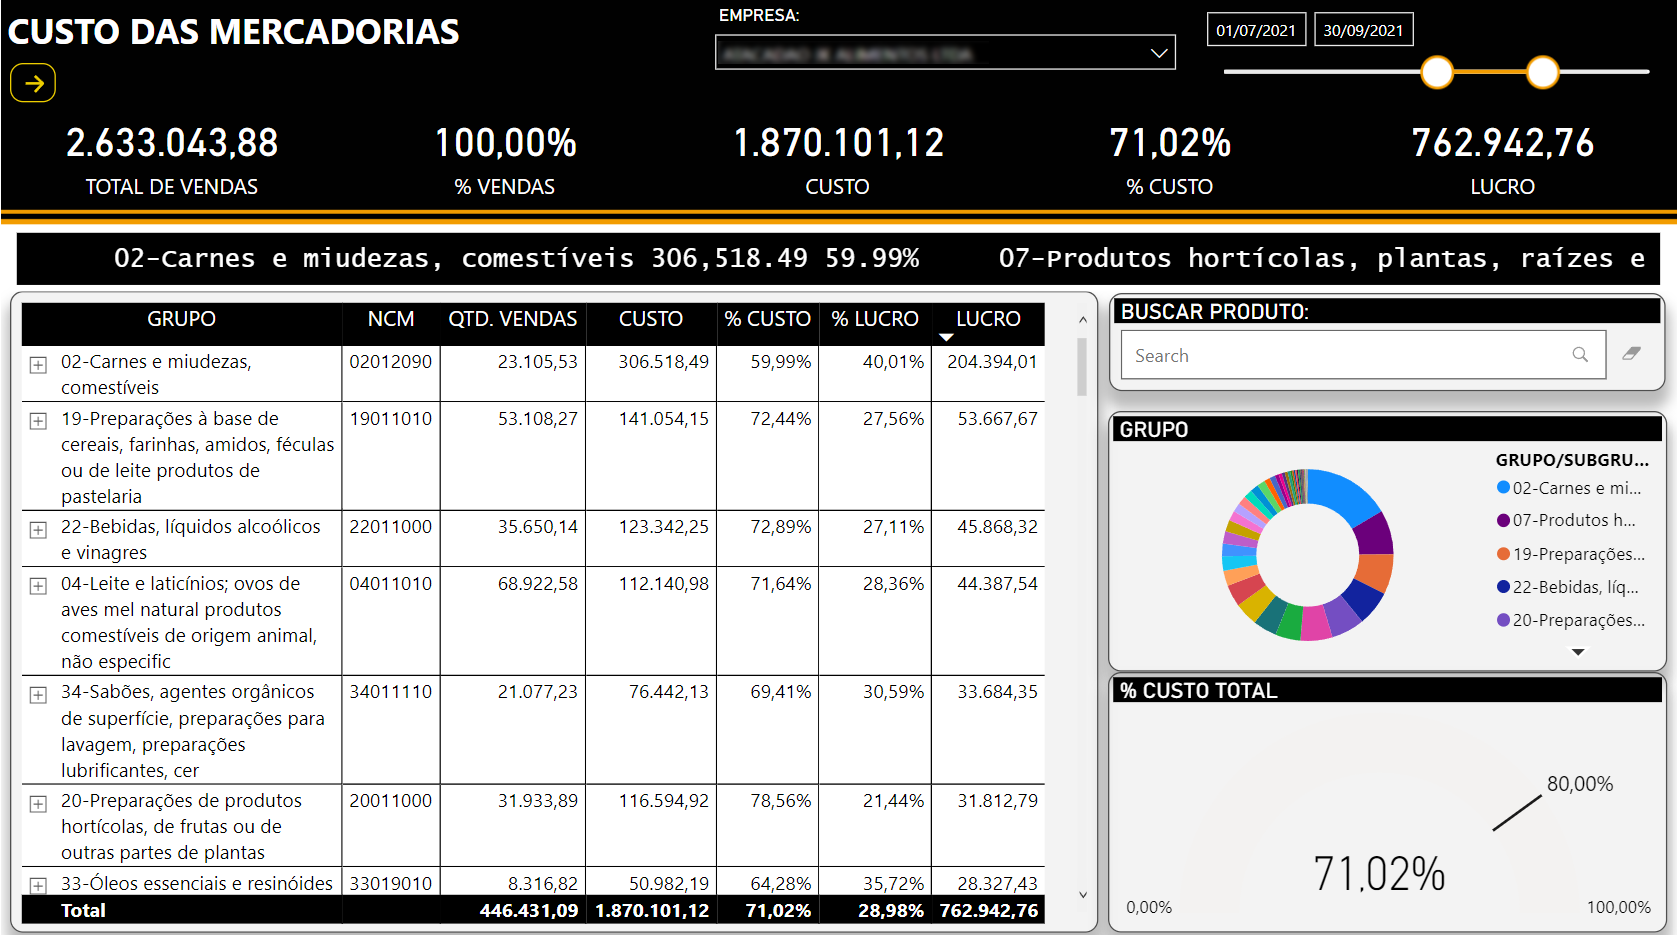 CUSTO DAS MERCADORIAS
EMPRESA:
01/07/2021 30/09/2021
2.633.043,88 100,00% 1.870.101,12 71,02% 762.942,76
TOTAL DE VENDAS % VENDAS CUSTO % CUSTO LUCRO
02-Carnes e miudezas, comestíveis 306,518.49 59.99% 07-Produtos hortícolas, plantas, raízes e
GRUPO NCM QTD. VENDAS CUSTO % CUSTO % LUCRO LUCRO
02-Carnes e miudezas, 02012090 23.105,53 306.518,49 59,99% 40,01% 204.394,01
comestíveis
19-Preparações à base de 19011010 53.108,27 141.054,15 72,44% 27,56% 53.667,67
cereais, farinhas, amidos, féculas
ou de leite produtos de
pastelaria
22-Bebidas, líquidos alcoólicos 22011000 35.650,14 123.342,25 72,89% 27,11% 45.868,32
e vinagres
04-Leite e laticínios; ovos de 04011010 68.922,58 112.140,98 71,64% 28,36% 44.387,54
aves mel natural produtos
comestíveis de origem animal,
não especific
34-Sabões, agentes orgânicos 34011110 21.077,23 76.442,13 69,41% 30,59% 33.684,35
de superfície, preparações para
lavagem, preparações
lubrificantes, cer
20-Preparações de produtos 20011000 31.933,89 116.594,92 78,56% 21,44% 31.812,79
hortícolas, de frutas ou de
outras partes de plantas
33-Óleos essenciais e resinóides 33019010 8.316,82 50.982,19 64,28% 35,72% 28.327,43
Total 446.431,09 1.870.101,12 71,02% 28,98% 762.942,76
BUSCAR PRODUTO:
Search
GRUPO
GRUPO/SUBGRU...
02-Carnes e mi...
07-Produtos h...
19-Preparações...
22-Bebidas, líq...
20-Preparações...
% CUSTO TOTAL
80,00%
71,02%
0,00% 100,00%